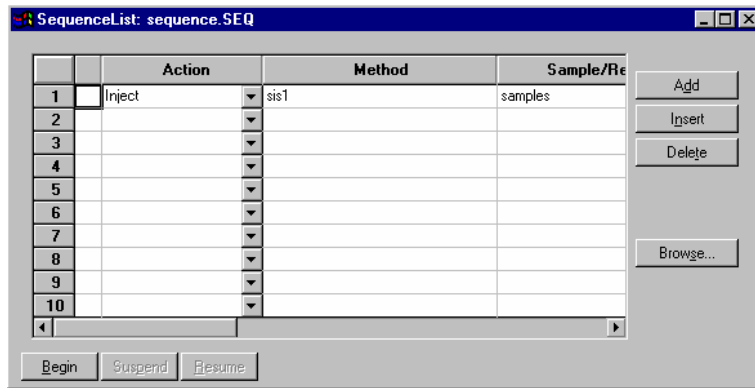 SequenceList: sequence.SEQ
Action Method Sample/Re
Add
1 Inject sis1 samples
Insert
2
3
Delete
4
5
6
7
8
Browse...
9
10
Begin Suspend Resume